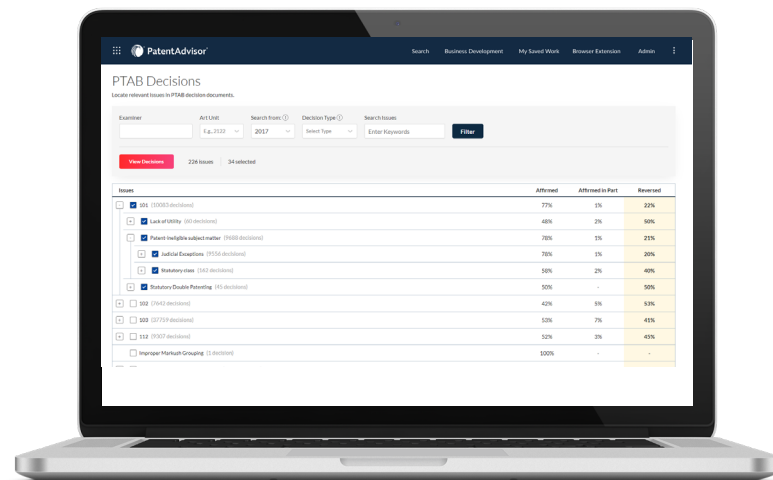 PatentAdvisor
Search Business Development My Saved Work Browser Extension Admin
PTAB Decisions
Locate relevant issues in PTAB decision documents.
Examiner Art Unit Search from: Decision Type Search Issues
E.g., 2132 2017 Select Type Enter Keywords Filter
View Decisions 226 issues 34 selected
Issues Affirmed Affirmed in Part Reversed
101 (10083 decisions) 77% 1% 22%
Lack of Utility (60 decisions) 48% 2% 50%
Patent-ineligible subject matter (9688 decisions) 78% 1% 21%
Judicial Exceptions (9556 decisions) 78% 1% 20%
Statutory class (142 decisions) 58% 2% 40%
Statutory Double Patenting (45 decisions) 50% - 50%
102 (7642 decisions) 42% 5% 53%
103 (37719 decisions) 53% 7% 41%
112 (9307 decisions) 52% 3% 45%
Improper Markush Grouping (1 decision) 100% - -